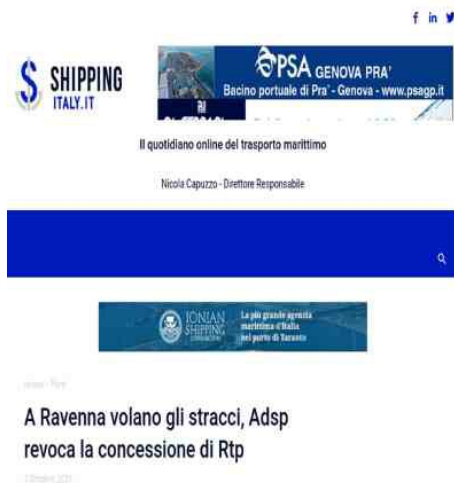 SHIPPING
ITALY.IT
PSA GENOVA PRA'
Bacino portuale di Pra' - Genova - www.psagp.it
Il quotidiano online del trasporto marittimo
Nicola Capuzzo - Direttore Responsabile
IONIAN
SHIPPING
La più grande agenzia
marittima d'Italia
nel porto di Taranto
A Ravenna volano gli stracci, Adsp
revoca la concessione di Rtp